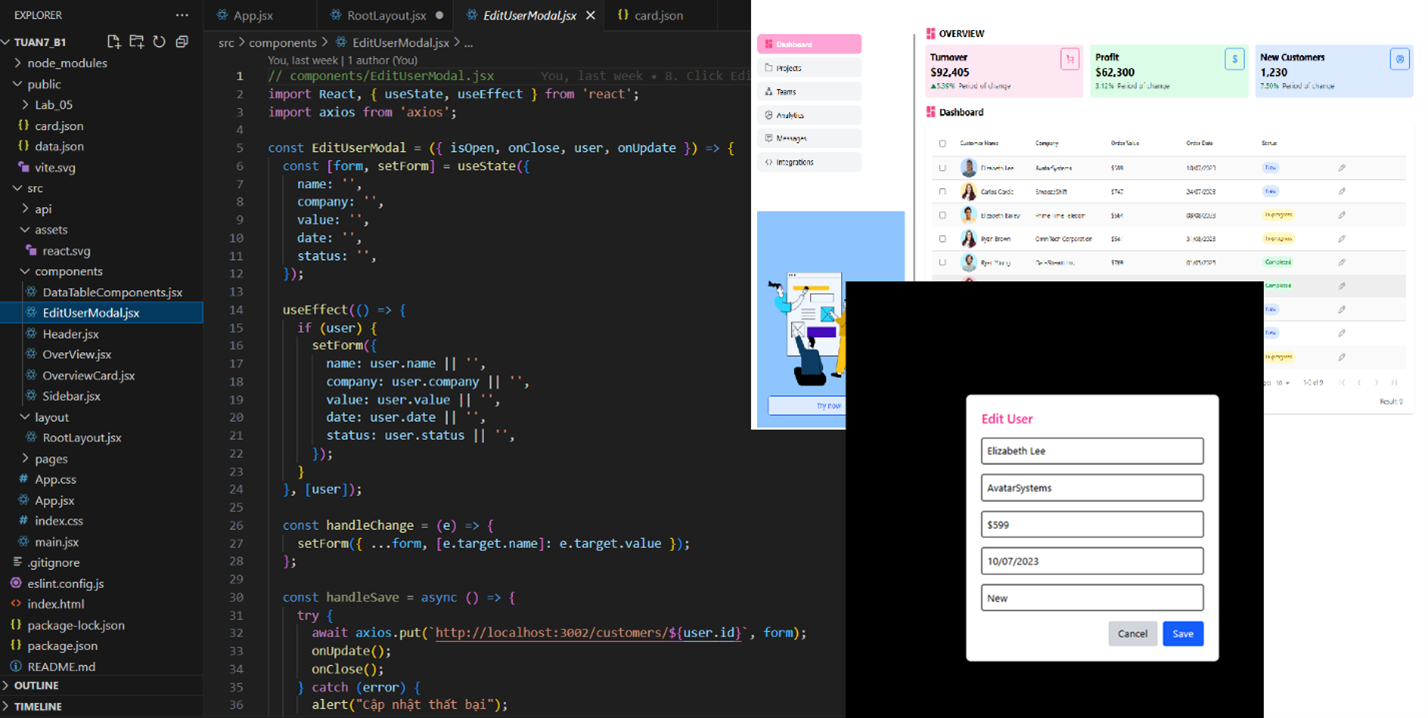 EXPLORER
TUAN7_B1
node_modules
public
Lab_05
card.json
data.json
vite.svg
src
api
assets
react.svg
components
DataTableComponents.jsx
EditUserModal.jsx
Header.jsx
OverView.jsx
OverviewCard.jsx
Sidebar.jsx
layout
RootLayout.jsx
pages
App.css
App.jsx
index.css
main.jsx
.gitignore
eslint.config.js
index.html
package-lock.json
package.json
README.md
OUTLINE
TIMELINE
App.jsx
RootLayout.jsx
EditUserModal.jsx
card.json
src > components > EditUserModal.jsx > ...
You, last week | 1 author (You)
1 // components/EditUserModal.jsx You, last week • B. Click Edi
2 import React, { useState, useEffect } from 'react';
3 import axios from 'axios';
4
5 const EditUserModal = ({ isOpen, onClose, user, onUpdate }) => {
6 const [form, setForm] = useState({
7 name: '',
8 company: '',
9 value: '',
10 date: '',
11 status: '',
12 });
13
14 useEffect(() => {
15 if (user) {
16 setForm({
17 name: user.name || '',
18 company: user.company || '',
19 value: user.value || '',
20 date: user.date || '',
21 status: user.status || '',
22 });
23 }
24 }, [user]);
25
26 const handleChange = (e) => {
27 setForm({ ...form, [e.target.name]: e.target.value });
28 };
29
30 const handleSave = async () => {
31 try {
32 await axios.put(`http://localhost:3002/customers/${user.id}`, form);
33 onUpdate();
34 onClose();
35 } catch (error) {
36 alert("Cập nhật thất bại");
Dashboard
Projects
Teams
Analytics
Messages
Integrations
Try now
OVERVIEW
Turnover
$92,405
▲5.39% Period of change
Profit
$62,300
3.12% Period of change
$
New Customers
1,230
7.50% Period of change
Dashboard
Customer Name Company Order Value Order Date Status
Elizabeth Lee AvatarSystems $599 10/07/2023 New
Carlos Garcia SmoozeShift $747 24/07/2023 New
Elizabeth Bailey Prime Time Telecom $564 08/08/2023 In-progress
Ryan Brown OmniTech Corporation $541 31/08/2023 In-progress
Ryan Young 01/05/2023 Completed
Completed
New
New
In-progress
10 1-9 of 9
Result: 9
Edit User
Elizabeth Lee
AvatarSystems
$599
10/07/2023
New
Cancel
Save